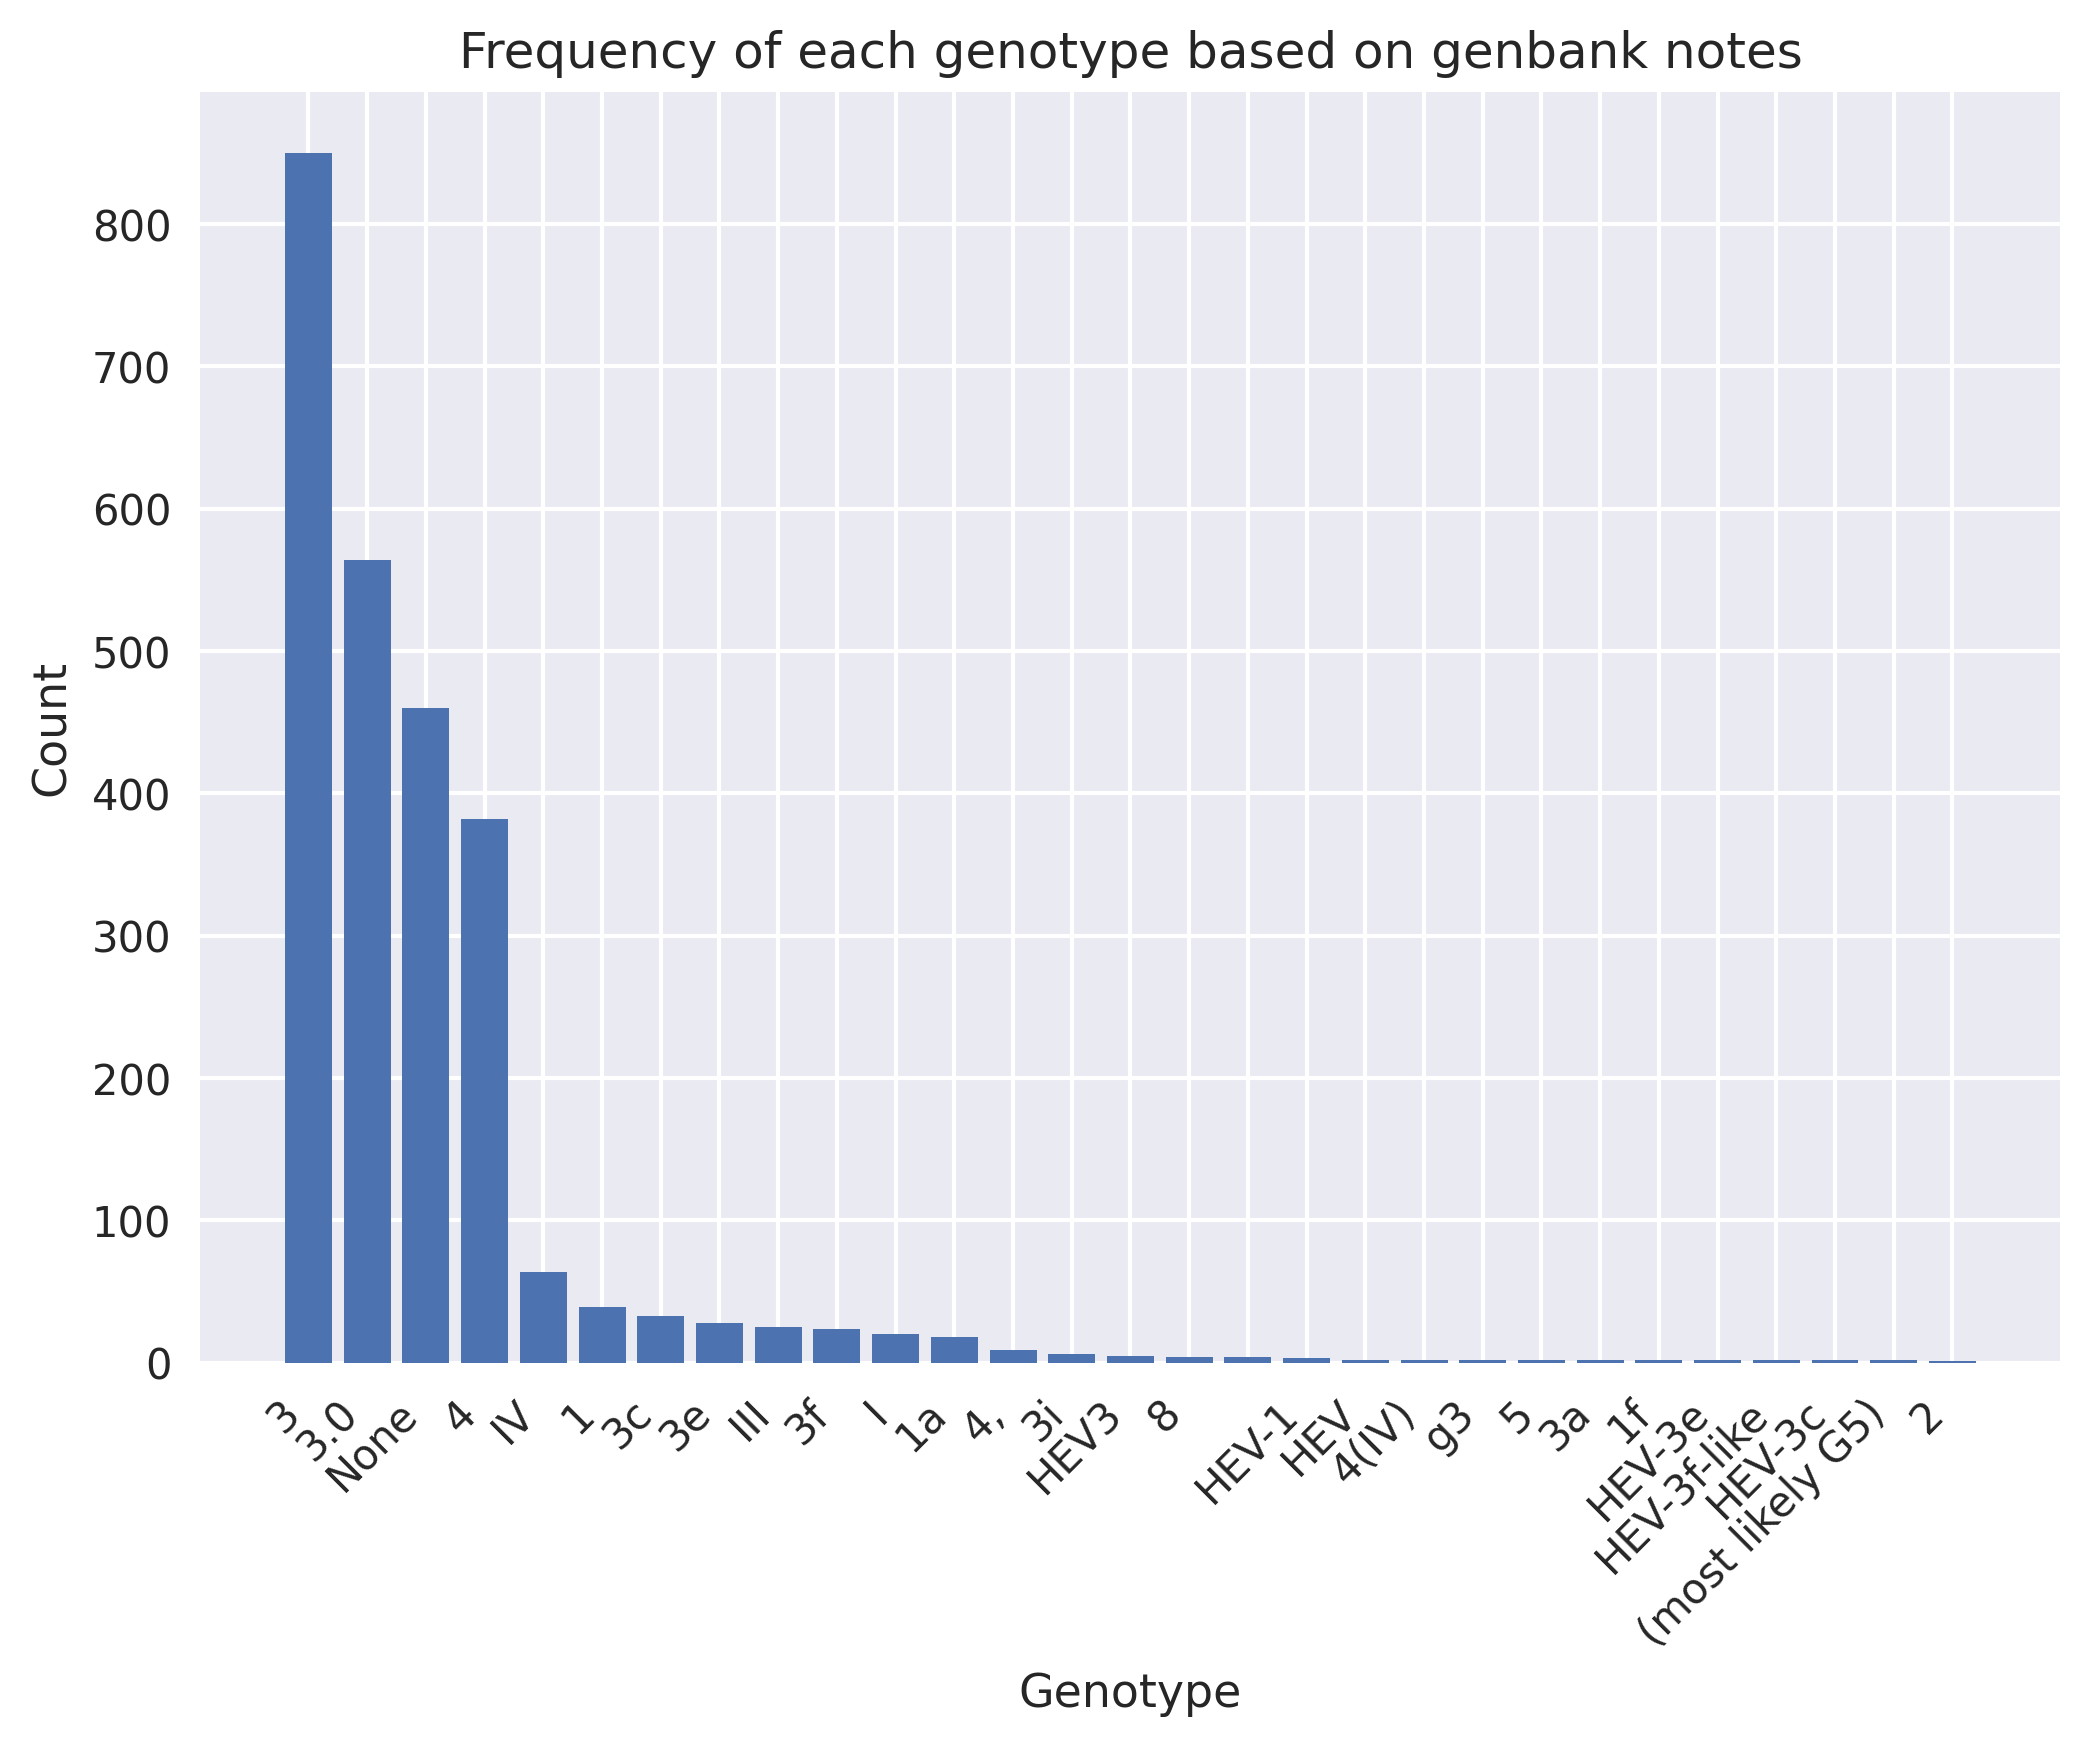 Frequency of each genotype based on genbank notes
Count
800
700
600
500
400
300
200
100
0
3
3.0
None
4
IV
1
3c
3e
III
3f
I
1a
4,
3i
HEV3
8
HEV-1
HEV
4(IV)
g3
5
3a
1f
HEV-3e
HEV-3f-like
HEV-3c
(most likely G5)
2
Genotype